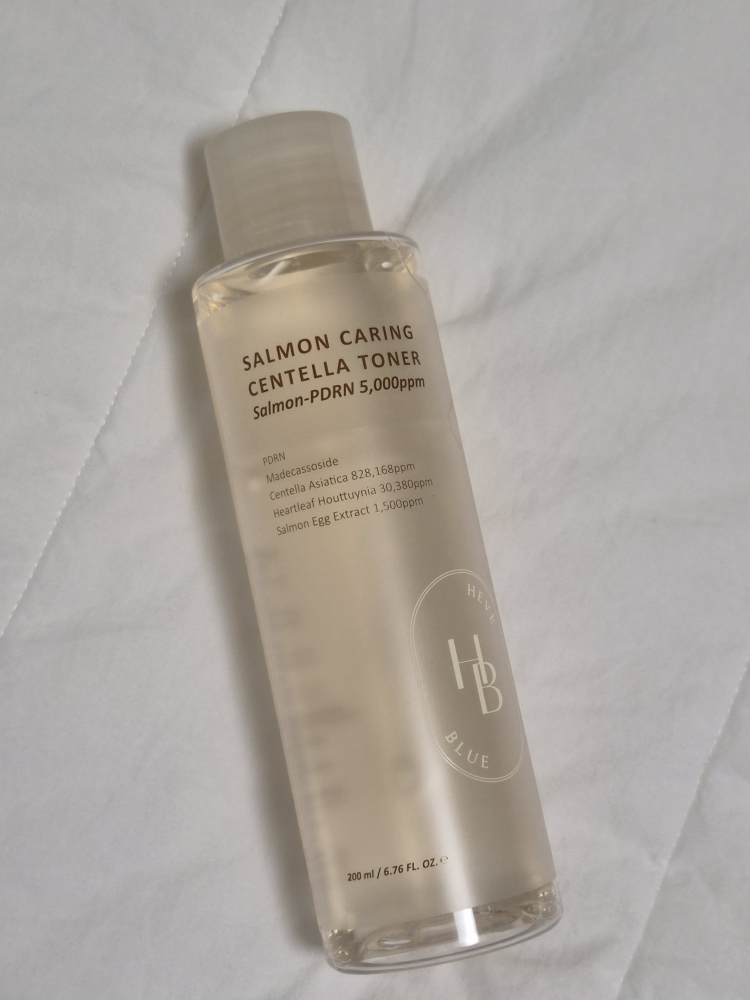 SALMON CARING
CENTELLA TONER
Salmon-PDRN 5,000ppm
PDRN
Madecassoside
Centella Asiatica 828,168ppm
Heartleaf Houttuynia 30,380ppm
Salmon Egg Extract 1,500ppm
HEVE
HB
BLUE
200 ml / 6.76 FL. OZ. ℮